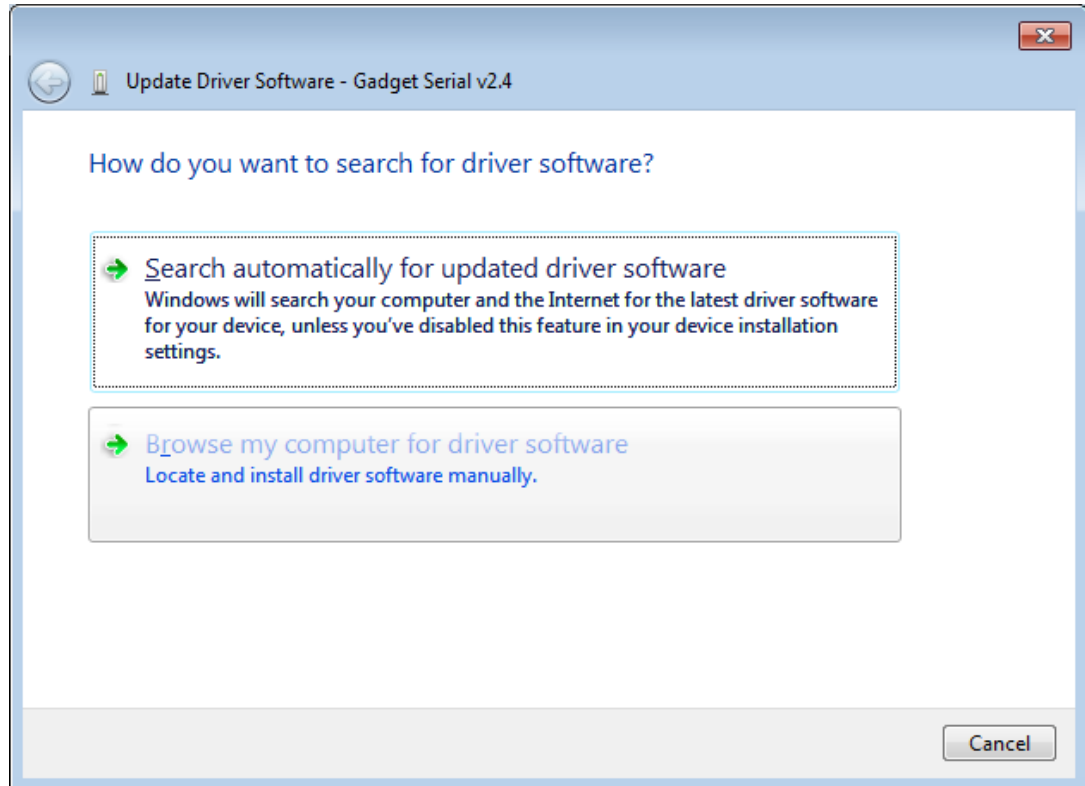 Update Driver Software - Gadget Serial v2.4
How do you want to search for driver software?
Search automatically for updated driver software
Windows will search your computer and the Internet for the latest driver software
for your device, unless you've disabled this feature in your device installation
settings.
Browse my computer for driver software
Locate and install driver software manually.
Cancel